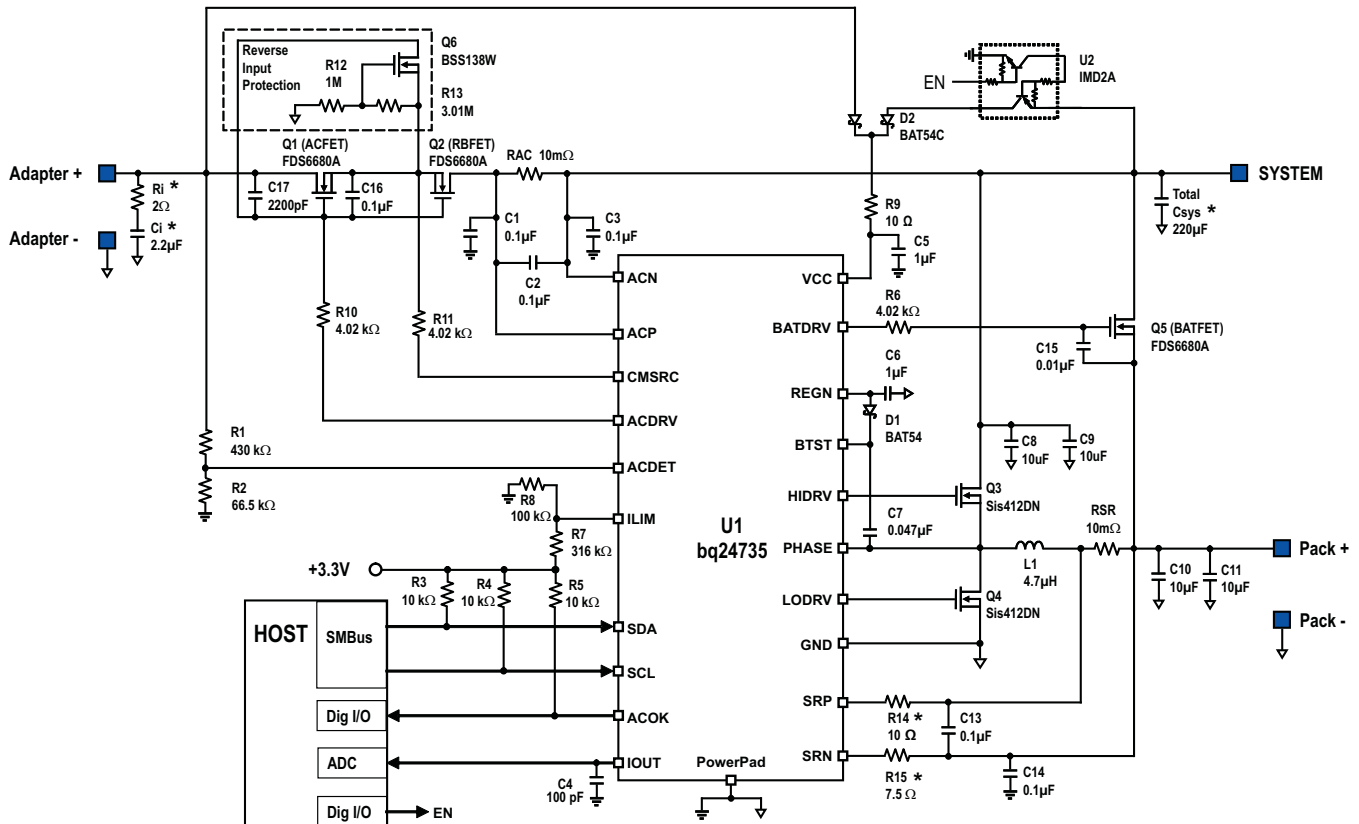 Reverse
Input
Protection
R12
1M
Q6
BSS138W
R13
3.01M
U2
IMD2A
EN
D2
BAT54C
Q1 (ACFET)
FDS6680A
Q2 (RBFET)
FDS6680A
RAC 10mΩ
Adapter +
Ri *
2Ω
Ci *
2.2µF
Adapter -
C17
2200pF
C16
0.1µF
C1
0.1µF
C2
0.1µF
C3
0.1µF
R9
10 Ω
C5
1µF
SYSTEM
Total
Csys *
220µF
R10
4.02 kΩ
R11
4.02 kΩ
ACN
ACP
CMSRC
ACDRV
ACDET
ILIM
SDA
SCL
ACOK
IOUT
U1
bq24735
PowerPad
VCC
BATDRV
REGN
BTST
HIDRV
PHASE
LODRV
GND
SRP
SRN
R6
4.02 kΩ
C15
0.01µF
Q5 (BATFET)
FDS6680A
C6
1µF
D1
BAT54
C8
10uF
C9
10uF
Q3
Sis412DN
C7
0.047µF
RSR
10mΩ
L1
4.7µH
Pack +
C10
10µF
C11
10µF
Q4
Sis412DN
Pack -
R14 *
10 Ω
C13
0.1µF
R15 *
7.5 Ω
C14
0.1µF
R1
430 kΩ
R2
66.5 kΩ
R8
100 kΩ
R7
316 kΩ
+3.3V
R3
10 kΩ
R4
10 kΩ
R5
10 kΩ
HOST
SMBus
Dig I/O
ADC
C4
100 pF
Dig I/O
EN